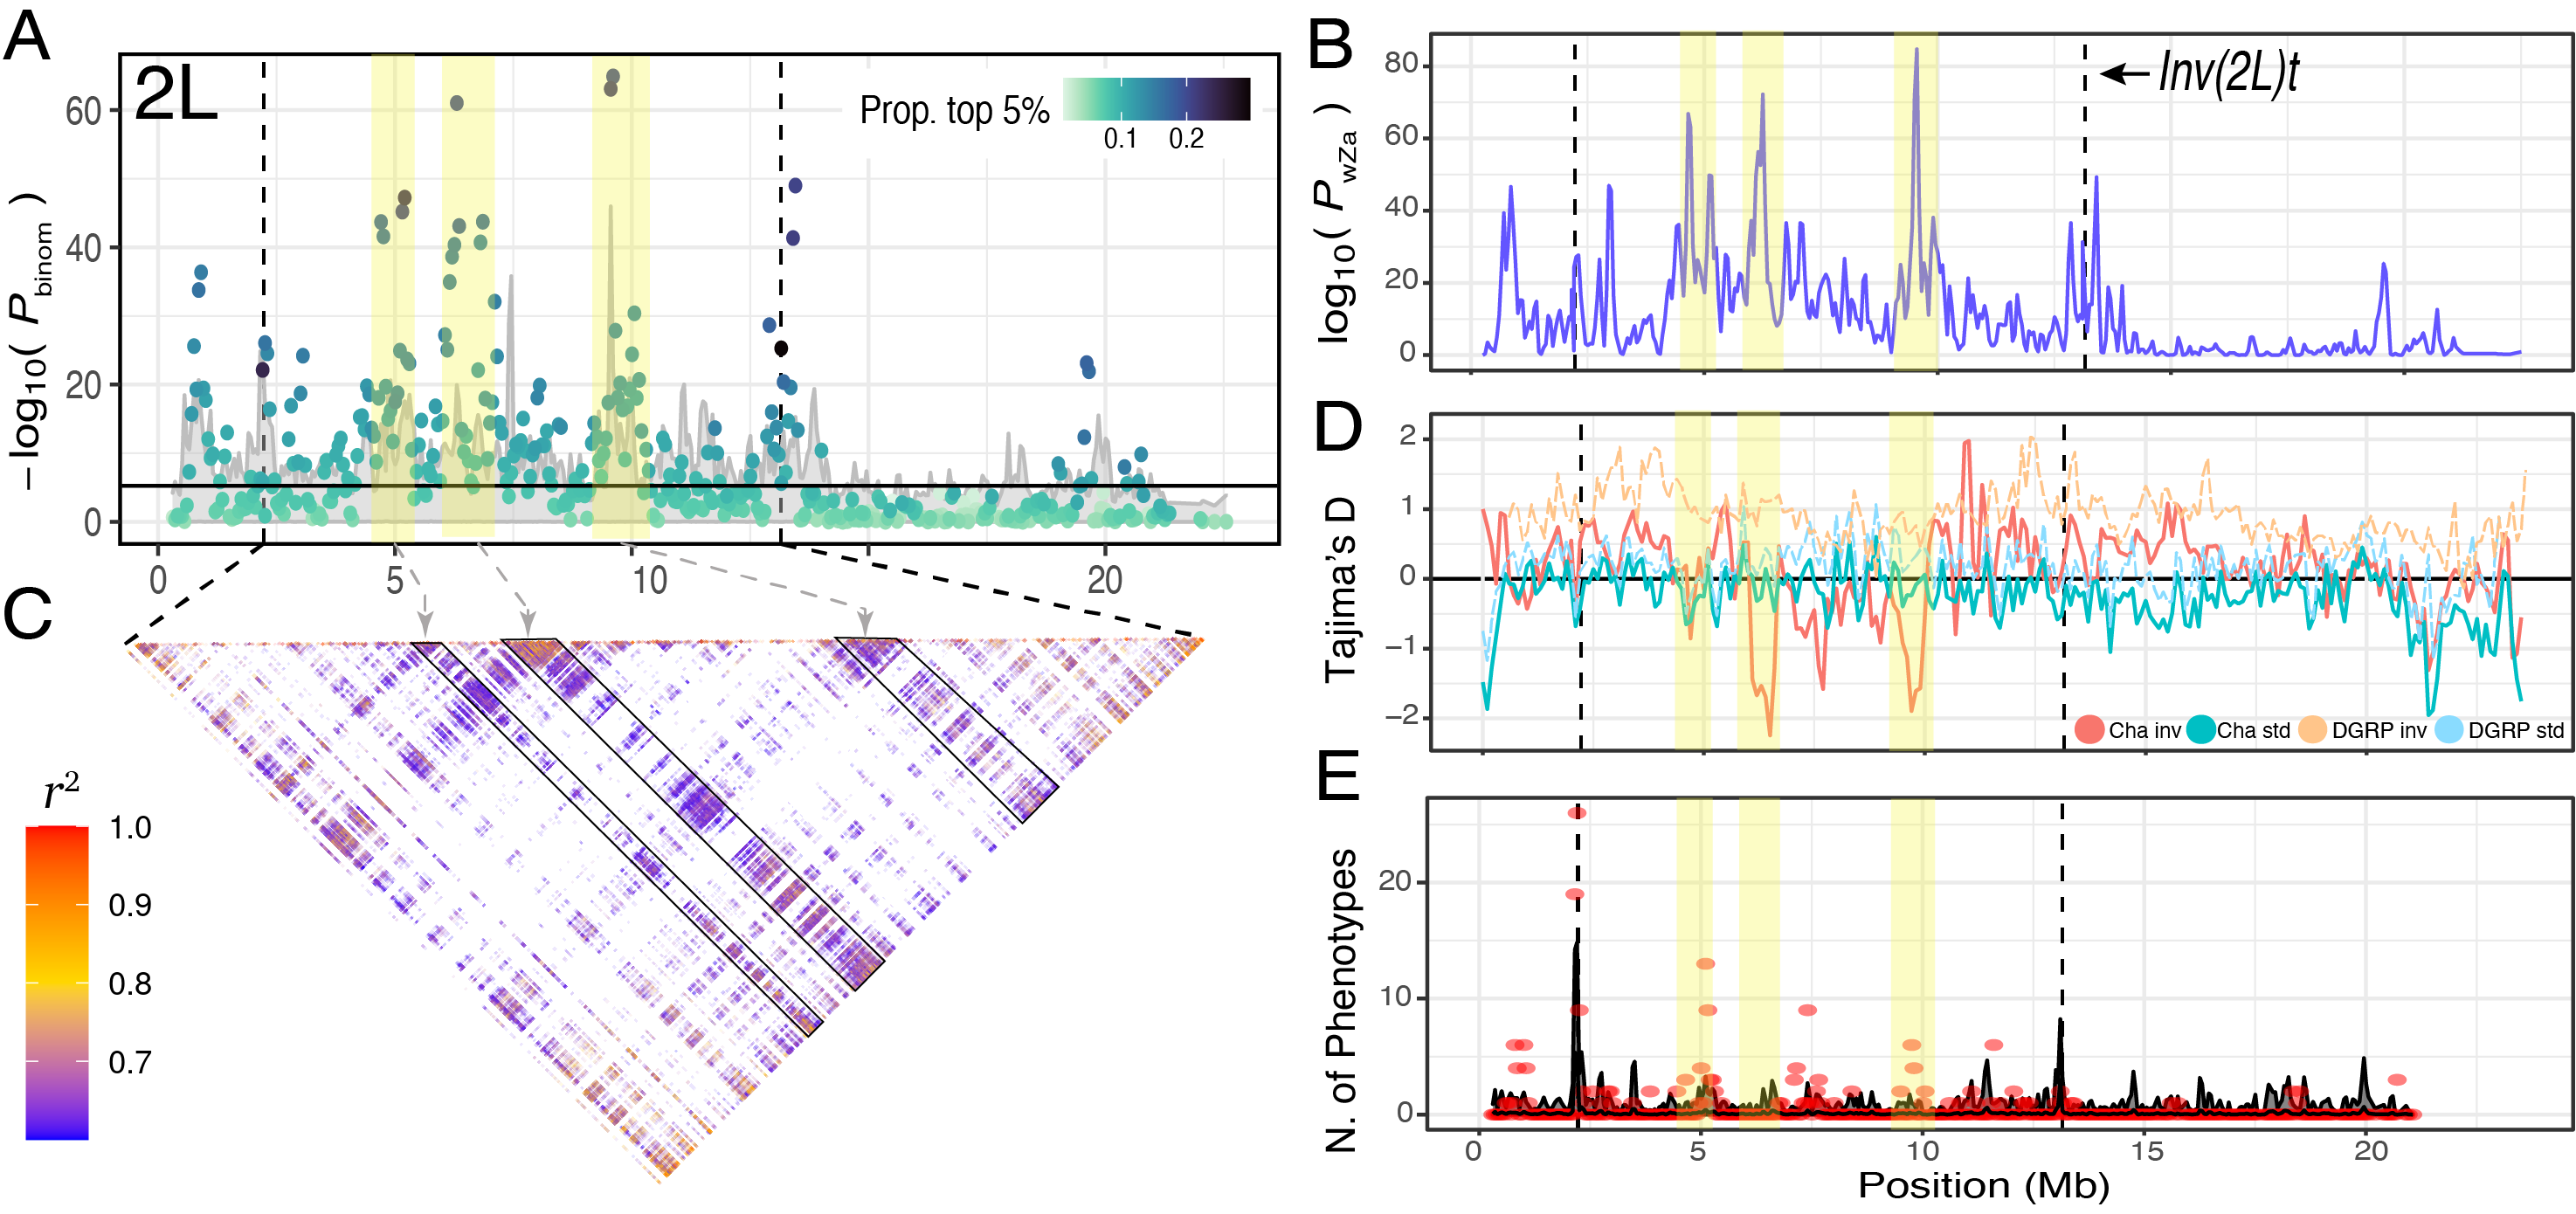 A
2L
Prop. top 5%
0.1 0.2
−log10( Pbinom )
60
40
20
0
0 5 10 20
B
Inv(2L)t
log10( PwZa )
80
60
40
20
0
C
r²
1.0
0.9
0.8
0.7
D
Tajima's D
2
1
0
−1
−2
Cha inv Cha std DGRP inv DGRP std
E
N. of Phenotypes
20
10
0
0 5 10 15 20
Position (Mb)